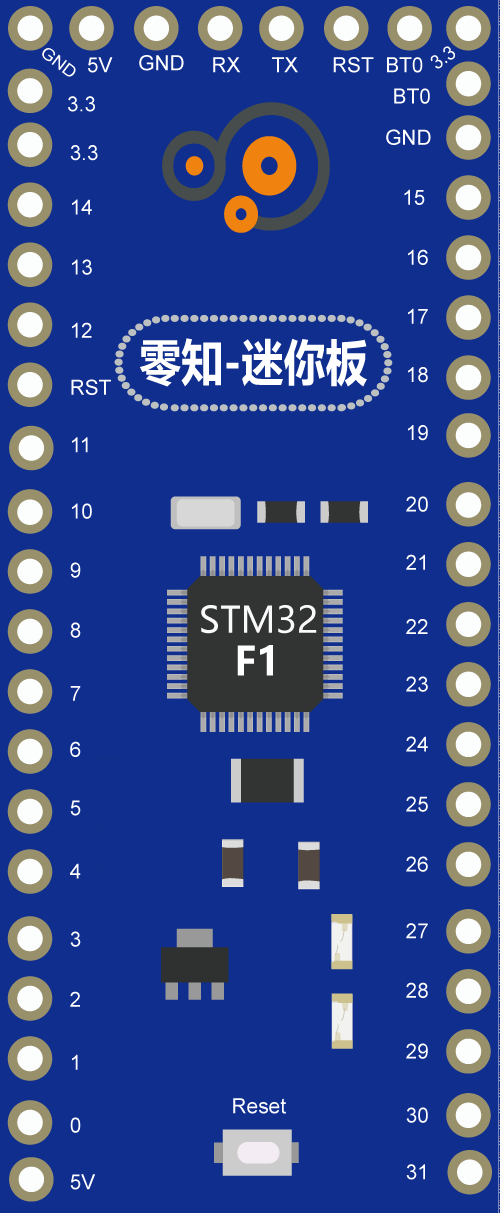 GND 5V GND RX TX RST BT0 3.3
3.3 BT0
3.3 GND
14 15
13 16
12 17
零知-迷你板
RST 18
11 19
10 20
9 21
STM32
8 22
F1
7 23
6 24
5 25
4 26
3 27
2 28
1 29
Reset
0 30
5V 31